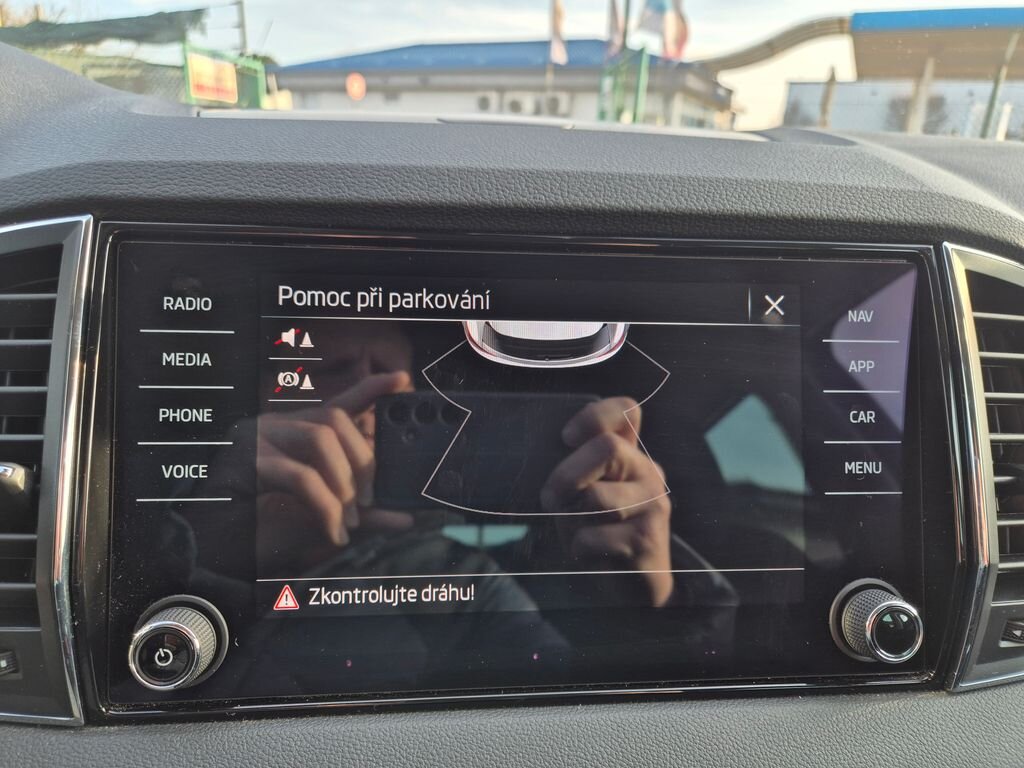 Pomoc při parkování
RADIO
MEDIA
PHONE
VOICE
NAV
APP
CAR
MENU
A
Zkontrolujte dráhu!